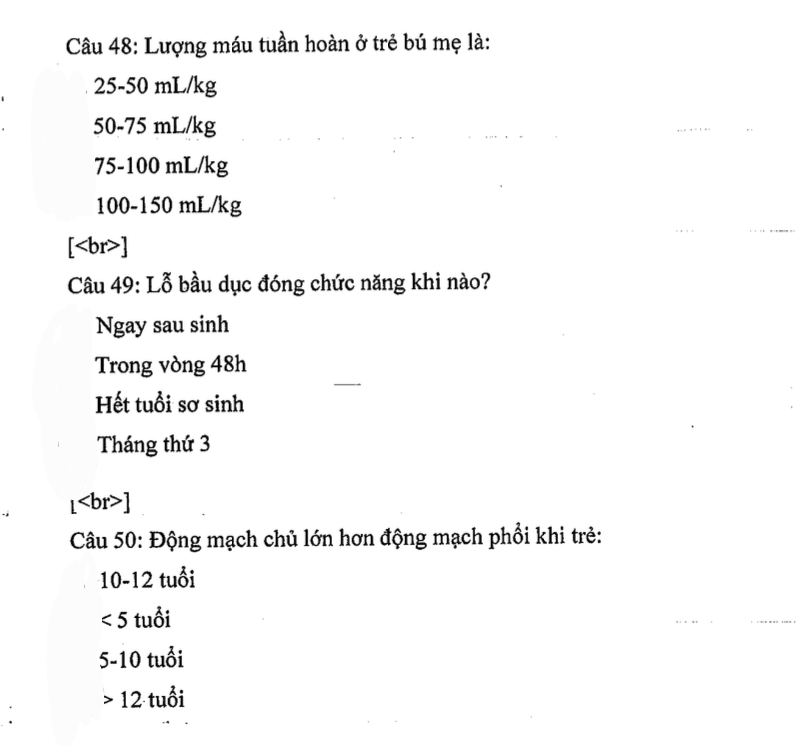 Câu 48: Lượng máu tuần hoàn ở trẻ bú mẹ là:
25-50 mL/kg
50-75 mL/kg
75-100 mL/kg
100-150 mL/kg
[<br>]
Câu 49: Lỗ bầu dục đóng chức năng khi nào?
Ngay sau sinh
Trong vòng 48h
Hết tuổi sơ sinh
Tháng thứ 3
[<br>]
Câu 50: Động mạch chủ lớn hơn động mạch phổi khi trẻ:
10-12 tuổi
< 5 tuổi
5-10 tuổi
> 12 tuổi